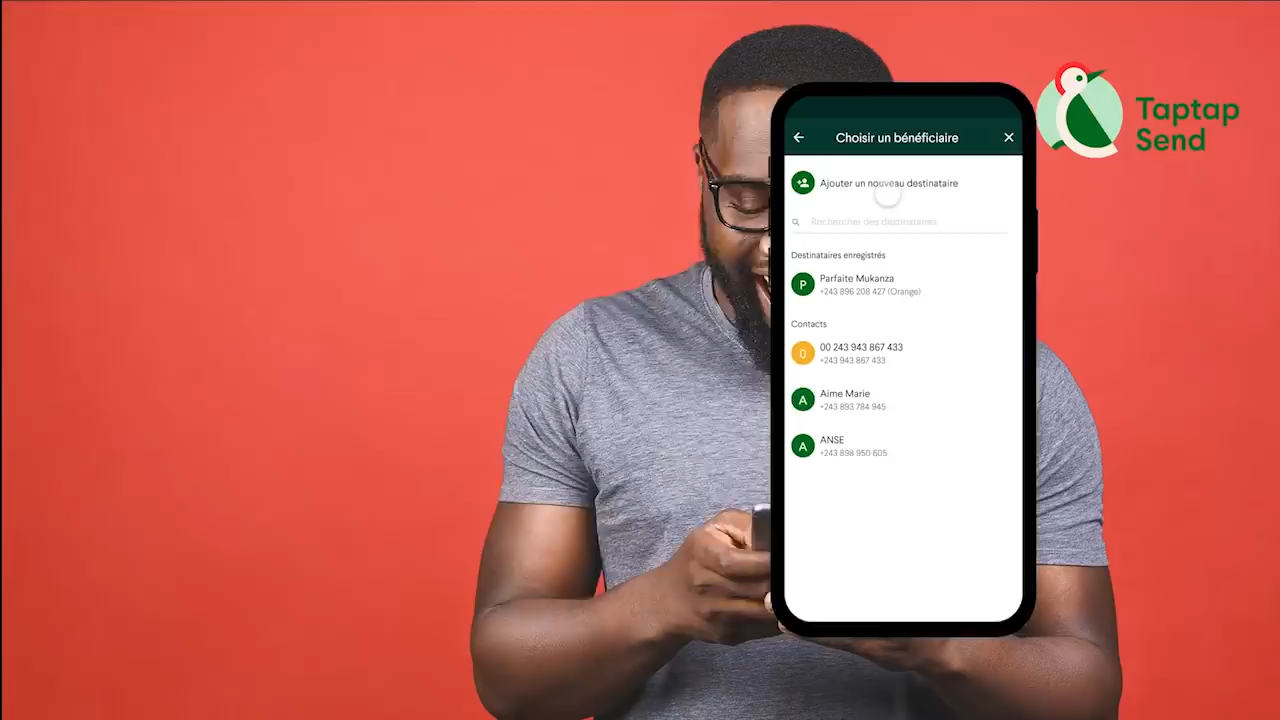 Taptap
Send
Choisir un bénéficiaire
Ajouter un nouveau destinataire
Rechercher des destinataires
Destinataires enregistrés
P
Parfaite Mukanza
+243 896 208 427 (Orange)
Contacts
0
00 243 943 867 433
+243 943 867 433
A
Aime Marie
+243 893 784 945
A
ANSE
+243 898 950 605